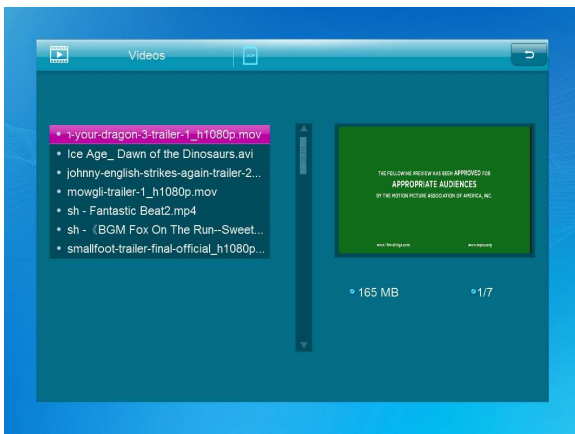 Videos
ר-your-dragon-3-trailer-1_h1080p.mov
Ice Age_ Dawn of the Dinosaurs.avi
johnny-english-strikes-again-trailer-2...
mowgli-trailer-1_h1080p.mov
sh - Fantastic Beat2.mp4
sh -《BGM Fox On The Run--Sweet...
smallfoot-trailer-final-official_h1080p...
THE FOLLOWING PREVIEW HAS BEEN APPROVED FOR
APPROPRIATE AUDIENCES
BY THE MOTION PICTURE ASSOCIATION OF AMERICA, INC.
165 MB
1/7